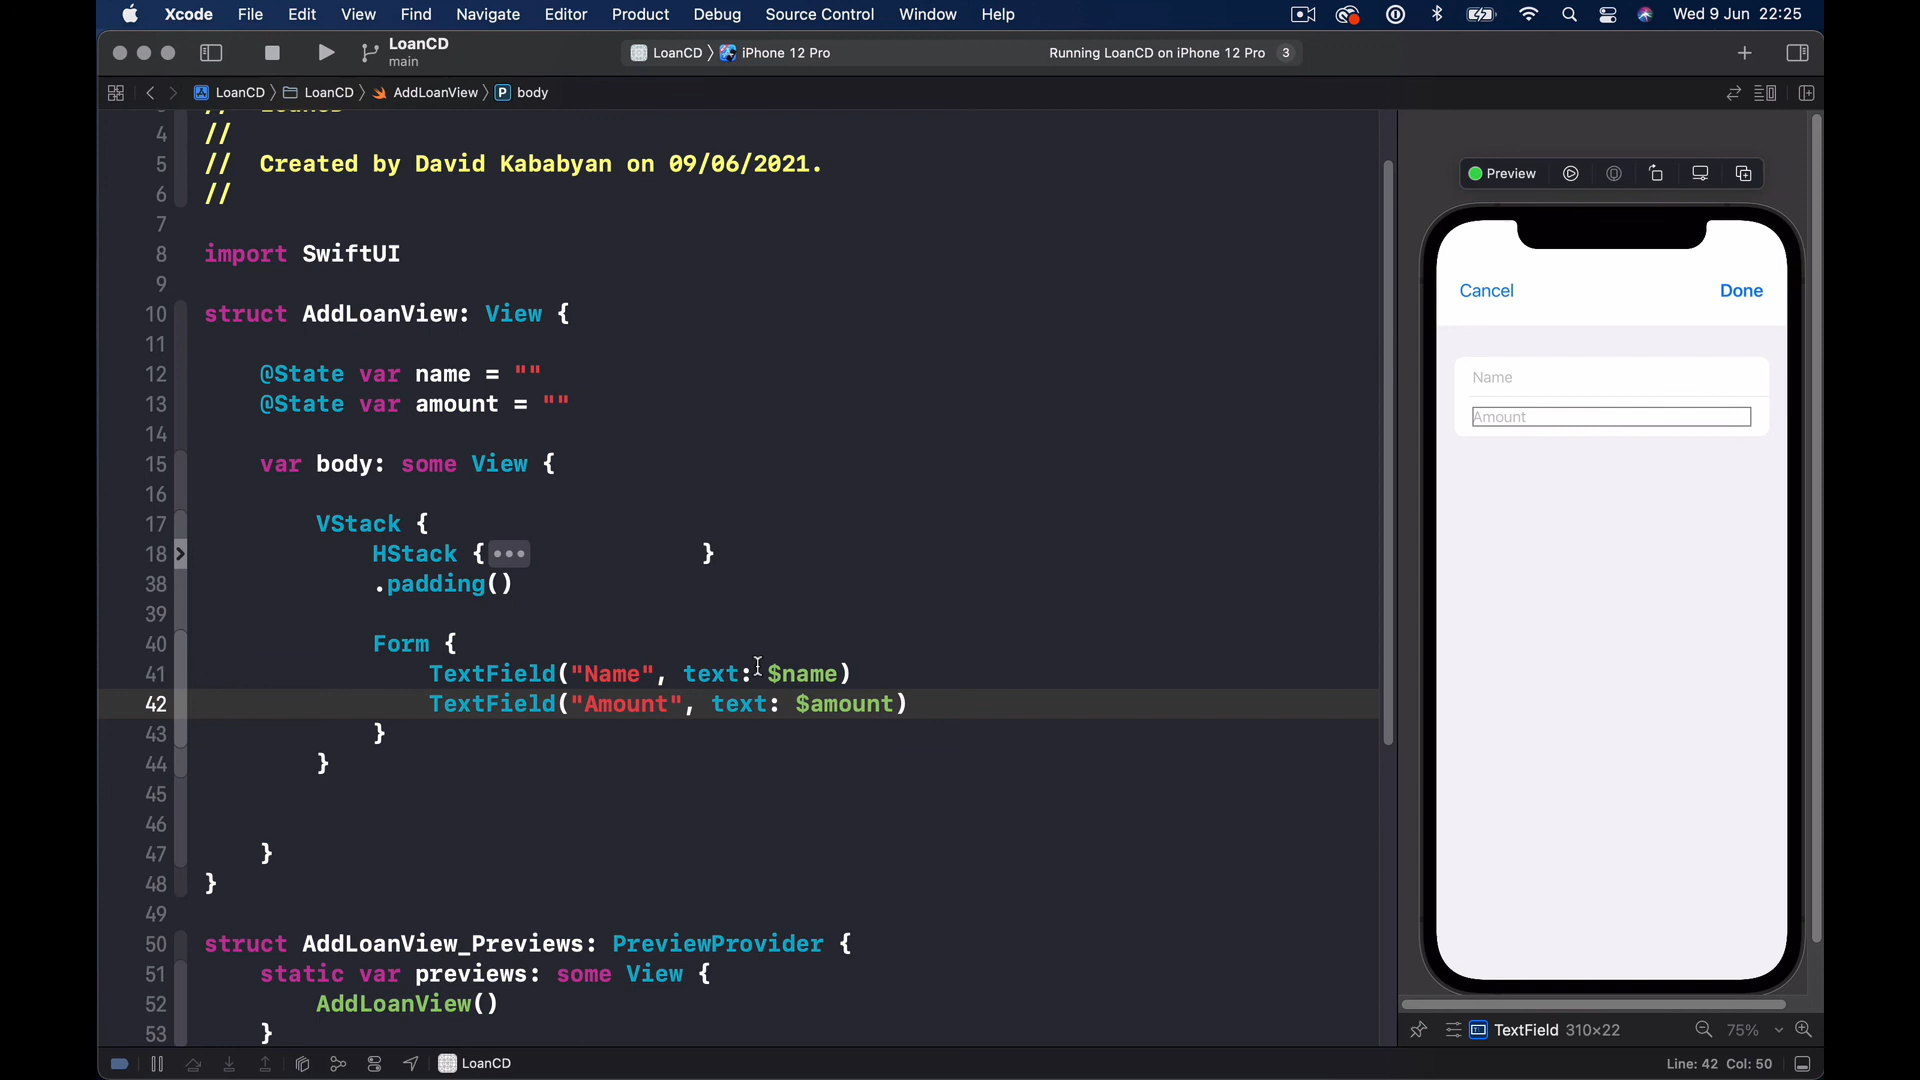 Xcode File Edit View Find Navigate Editor Product Debug Source Control Window Help Wed 9 Jun 22:25
LoanCD
main
LoanCD iPhone 12 Pro Running LoanCD on iPhone 12 Pro 3
LoanCD LoanCD AddLoanView P body
4 //
5 // Created by David Kababyan on 09/06/2021.
6 //
7
8 import SwiftUI
9
10 struct AddLoanView: View {
11
12 @State var name = ""
13 @State var amount = ""
14
15 var body: some View {
16
17 VStack {
18 HStack {••• }
38 .padding()
39
40 Form {
41 TextField("Name", text: $name)
42 TextField("Amount", text: $amount)
43 }
44 }
45
46
47 }
48 }
49
50 struct AddLoanView_Previews: PreviewProvider {
51 static var previews: some View {
52 AddLoanView()
53 }
Preview
Cancel Done
Name
Amount
TextField 310×22 75%
LoanCD Line: 42 Col: 50